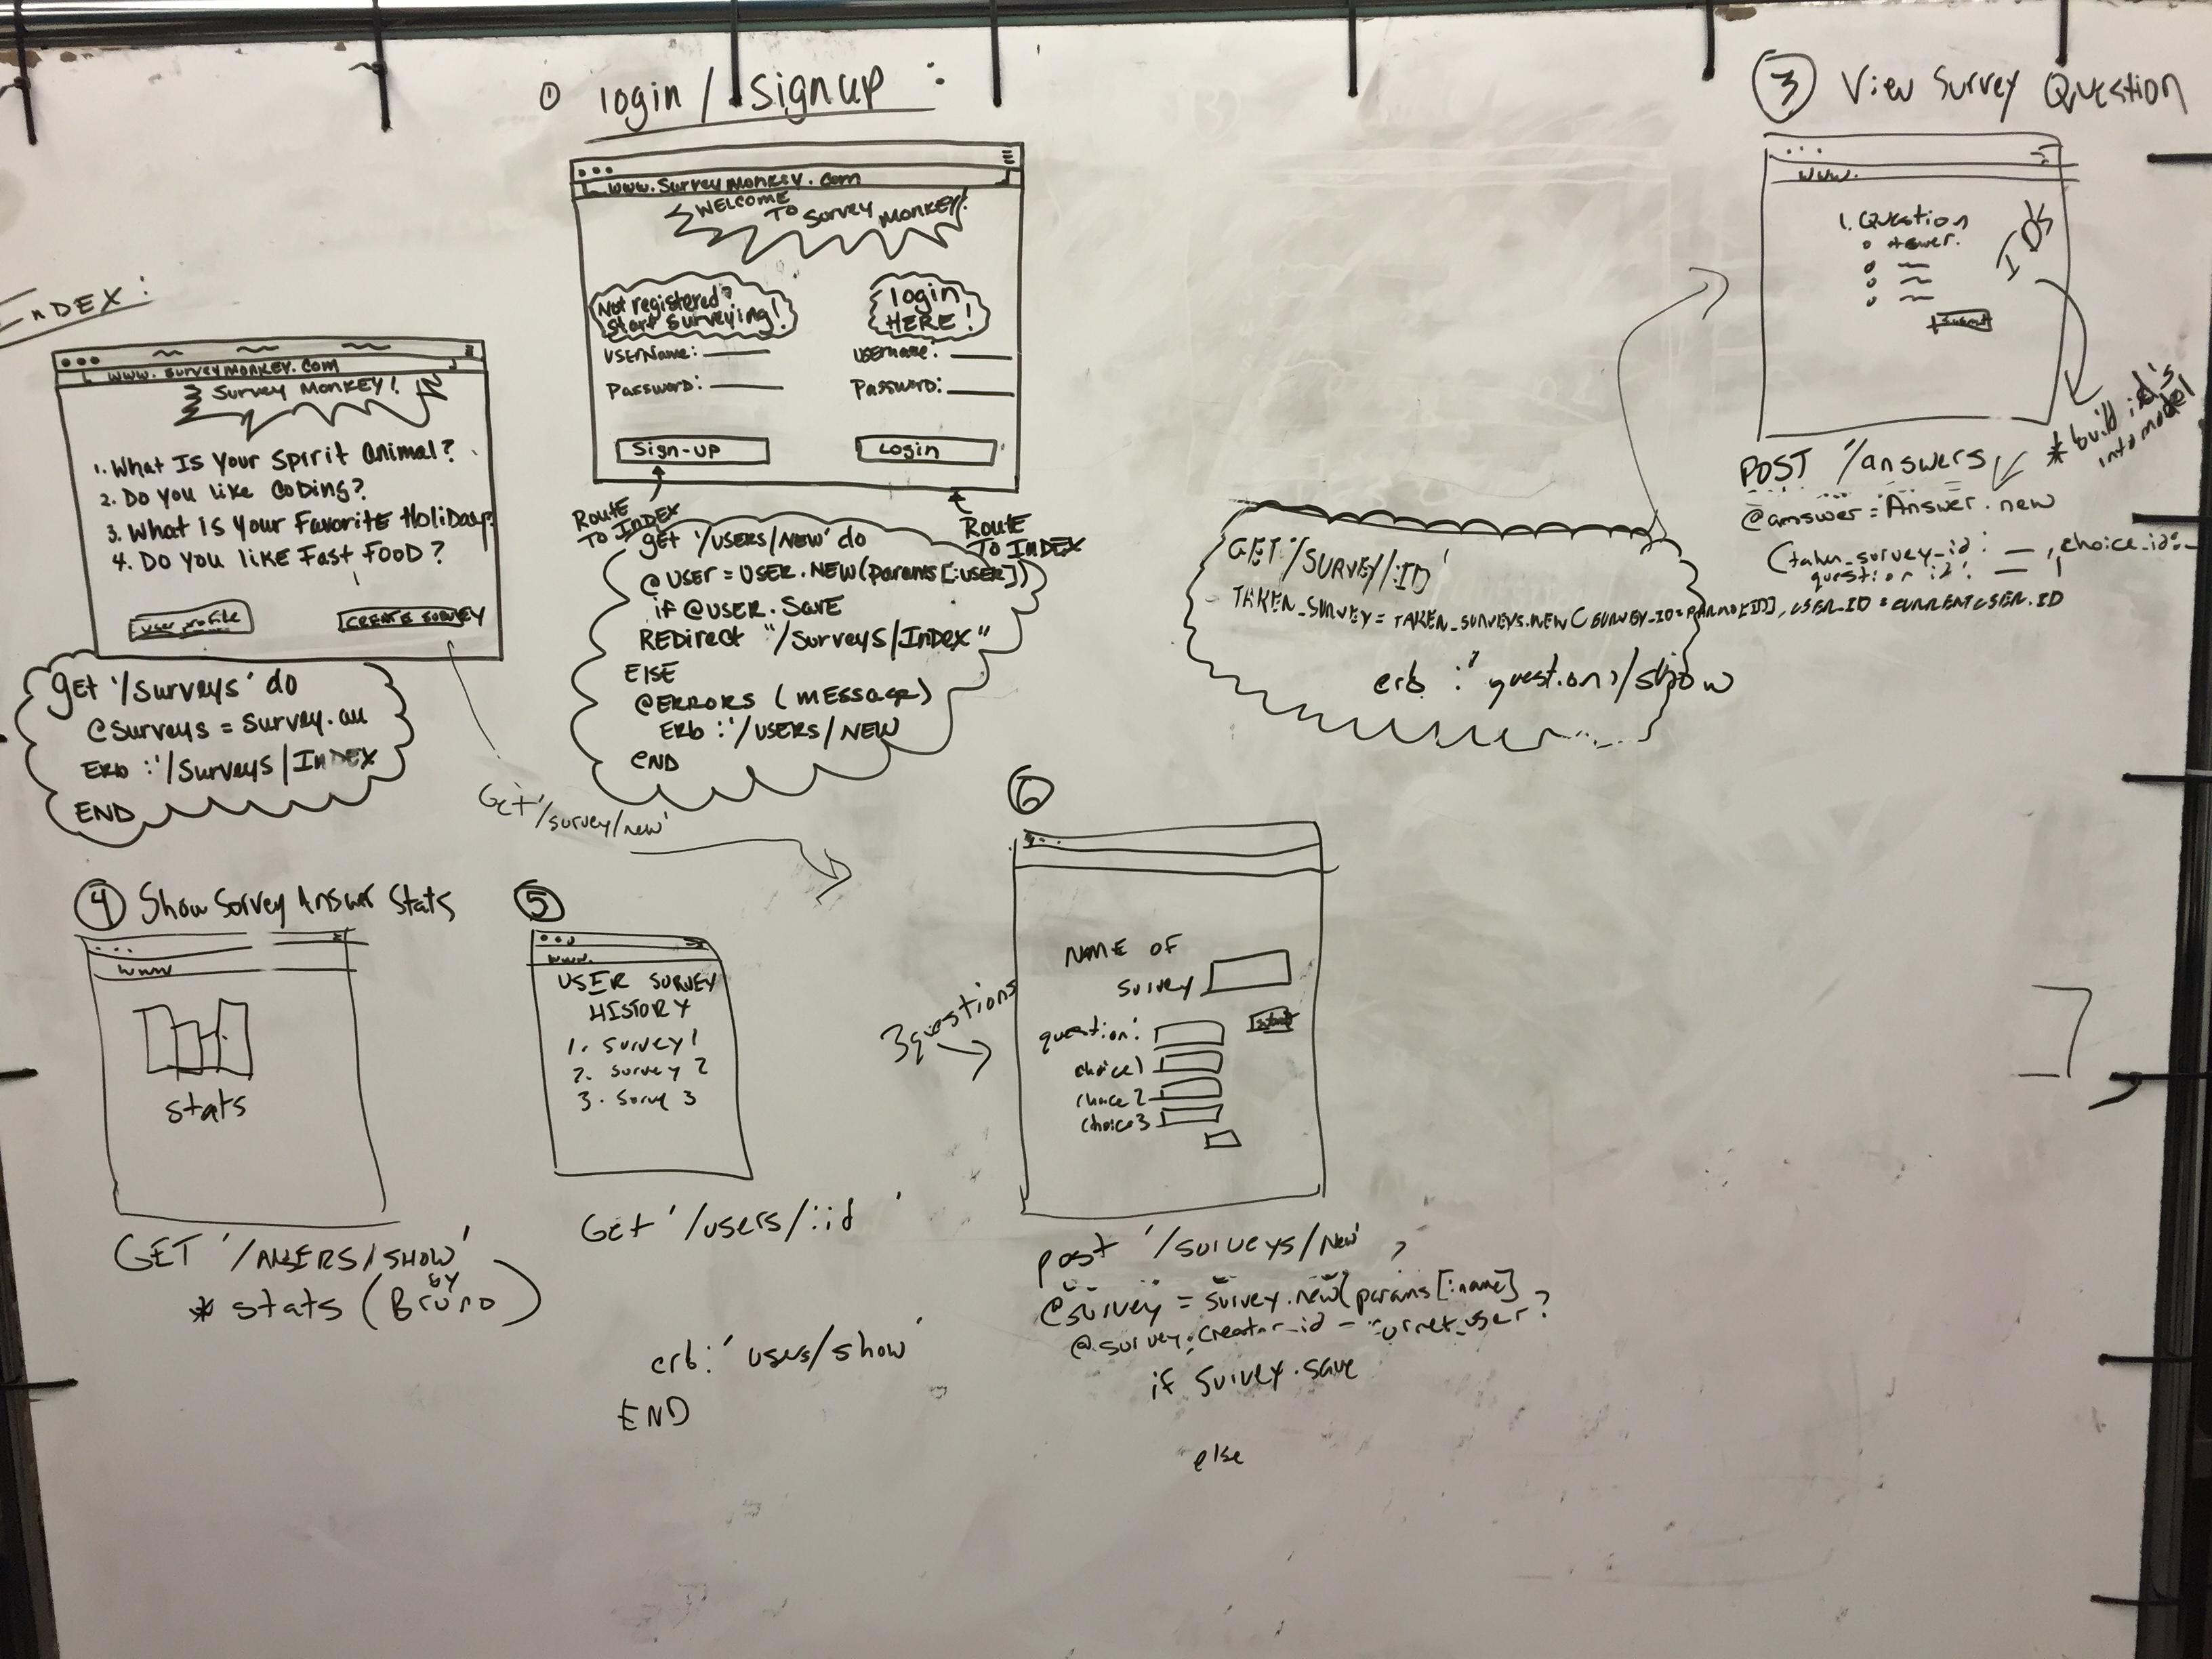 ① login / signup :
www.surveymonkey.com
WELCOME
TO SURVEY MONKEY!
Not registered?
Start surveying!
USERName:
Password:
Sign-up
login
HERE!
username:
Password:
Login
Route
TO INDEX
Route
To INDEX
get '/USERS/NEW' do
@USER = USER.NEW(params[:USER])
if @USER.SAVE
REDirect "/Surveys/Index"
ELSE
@ERRORS (MESSAGE)
Erb :'/USERS/NEW
END
INDEX:
www.surveymonkey.com
Survey MONKEY!
1. What Is Your Spirit animal?
2. Do you like Coding?
3. What is your Favorite Holiday?
4. Do you like Fast FOOD?
user profile
CREATE SURVEY
gET '/surveys' do
@surveys = survey.all
Erb :'/Surveys/INDEX
END
Get '/survey/new'
③ View Survey Question
www.
1. Question
answer.
Submit
IDS
* build id's
into model
POST '/answers
@answer = Answer.new
(taken_survey_id: __, choice_id: _
question id: __
GET '/SURVEY/:ID'
TAKEN_SURVEY = TAKEN_SURVEYS.NEW( SURVEY_ID = PARAMS[ID], USER_ID = CURRENT USER.ID
erb :'questions/show
④ Show Survey Answer Stats
www
stats
GET '/ANSERS/SHOW'
* stats (by Bruno)
⑤
www.
USER SURVEY
HISTORY
1. survey 1
2. survey 2
3. surve 3
Get '/users/:id '
erb: 'users/show'
END
⑥
3 questions
NAME OF
survey
question:
choice 1
choice 2
choice 3
post '/surveys/new'
@survey = survey.new(params[:name]
@survey.creator_id = current_user ?
if survey.save
else